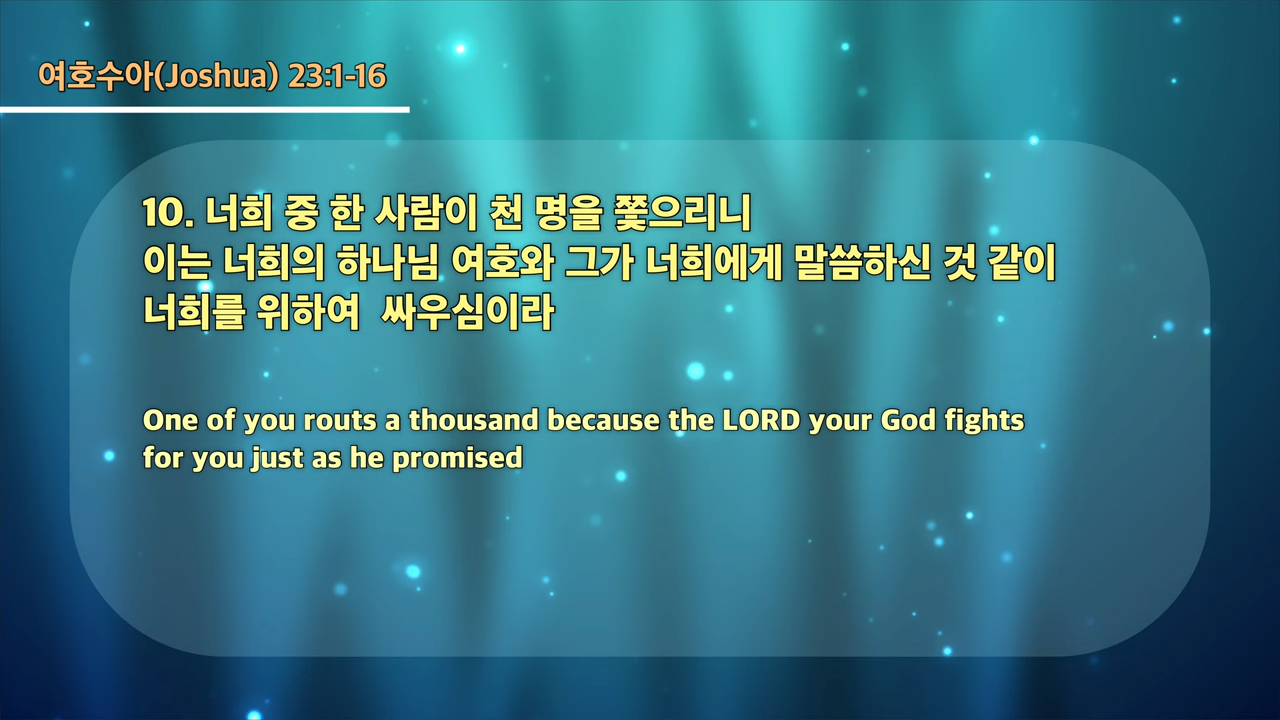 여호수아(Joshua) 23:1-16
10. 너희 중 한 사람이 천 명을 쫓으리니
이는 너희의 하나님 여호와 그가 너희에게 말씀하신 것 같이
너희를 위하여  싸우심이라
One of you routs a thousand because the LORD your God fights
for you just as he promised